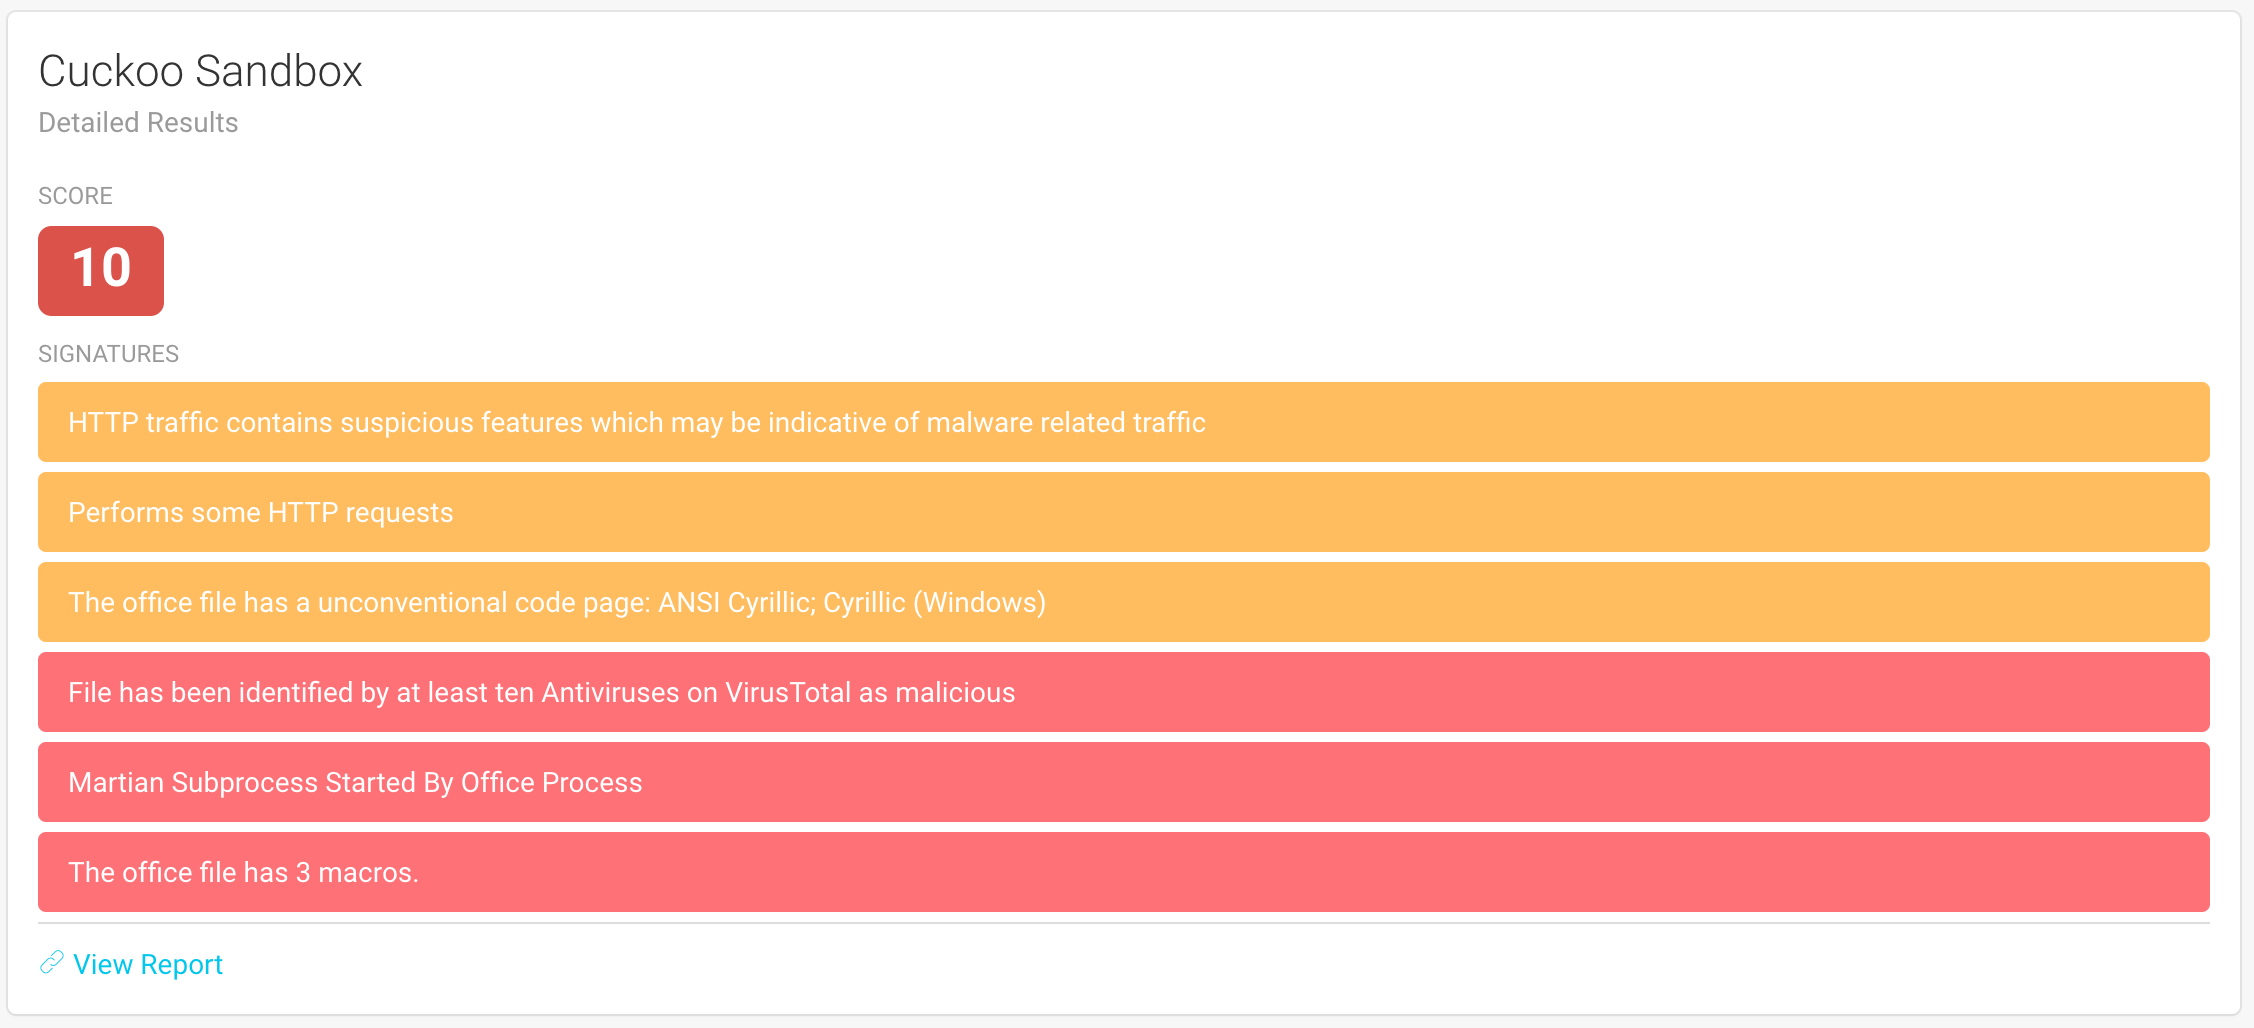 Cuckoo Sandbox
Detailed Results
SCORE
10
SIGNATURES
HTTP traffic contains suspicious features which may be indicative of malware related traffic
Performs some HTTP requests
The office file has a unconventional code page: ANSI Cyrillic; Cyrillic (Windows)
File has been identified by at least ten Antiviruses on VirusTotal as malicious
Martian Subprocess Started By Office Process
The office file has 3 macros.
View Report